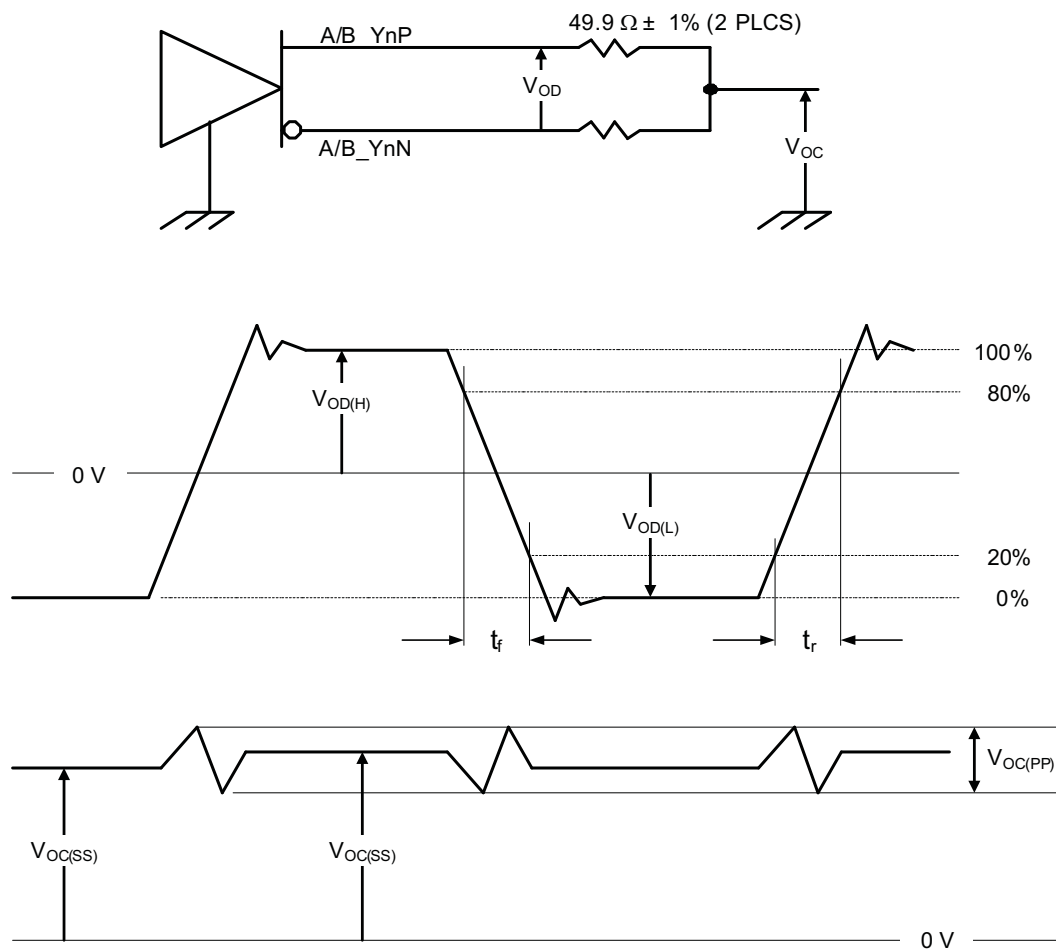 49.9 Ω ± 1% (2 PLCS)
A/B_YnP
VOD
A/B_YnN
VOC
100%
80%
VOD(H)
0 V
VOD(L)
20%
0%
tf
tr
VOC(PP)
VOC(SS)
VOC(SS)
0 V